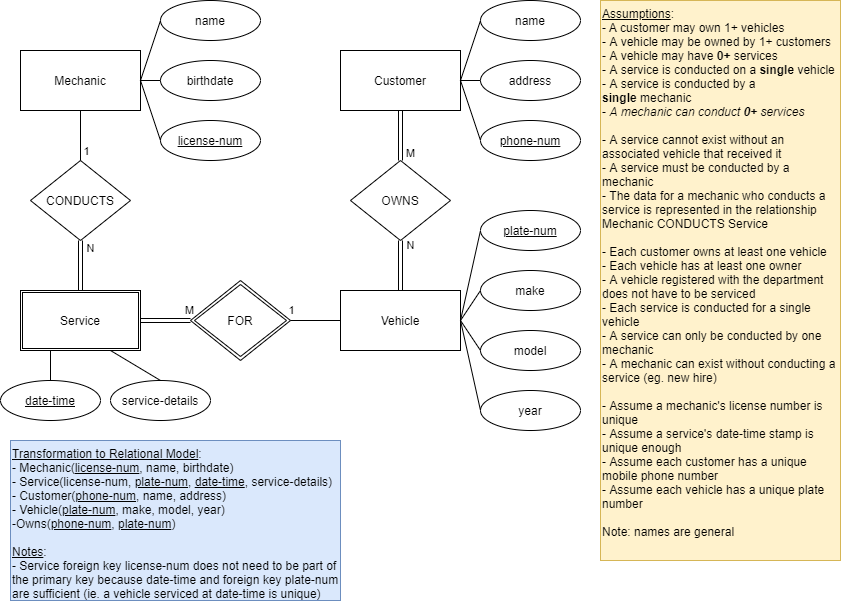 name
birthdate
license-num
Mechanic
1
CONDUCTS
N
name
address
phone-num
Customer
M
OWNS
N
Service
M
FOR
1
Vehicle
plate-num
make
model
year
date-time
service-details
Transformation to Relational Model:
- Mechanic(license-num, name, birthdate)
- Service(license-num, plate-num, date-time, service-details)
- Customer(phone-num, name, address)
- Vehicle(plate-num, make, model, year)
-Owns(phone-num, plate-num)
Notes:
- Service foreign key license-num does not need to be part of
the primary key because date-time and foreign key plate-num
are sufficient (ie. a vehicle serviced at date-time is unique)
Assumptions:
- A customer may own 1+ vehicles
- A vehicle may be owned by 1+ customers
- A vehicle may have 0+ services
- A service is conducted on a single vehicle
- A service is conducted by a
single mechanic
- A mechanic can conduct 0+ services
- A service cannot exist without an
associated vehicle that received it
- A service must be conducted by a
mechanic
- The data for a mechanic who conducts a
service is represented in the relationship
Mechanic CONDUCTS Service
- Each customer owns at least one vehicle
- Each vehicle has at least one owner
- A vehicle registered with the department
does not have to be serviced
- Each service is conducted for a single
vehicle
- A service can only be conducted by one
mechanic
- A mechanic can exist without conducting a
service (eg. new hire)
- Assume a mechanic's license number is
unique
- Assume a service's date-time stamp is
unique enough
- Assume each customer has a unique
mobile phone number
- Assume each vehicle has a unique plate
number
Note: names are general